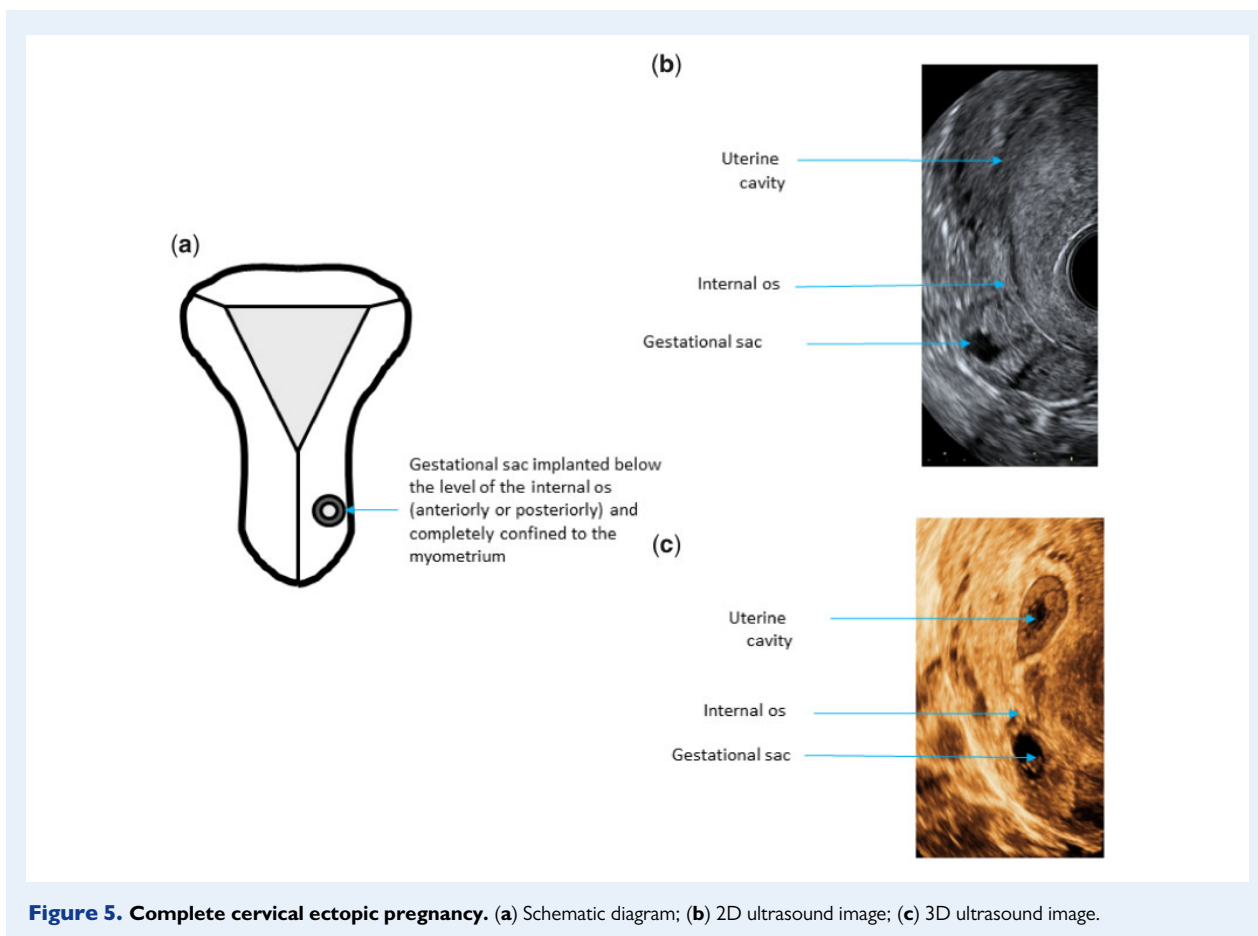 (a)
Gestational sac implanted below
the level of the internal os
(anteriorly or posteriorly) and
completely confined to the
myometrium
(b)
Uterine
cavity
Internal os
Gestational sac
(c)
Uterine
cavity
Internal os
Gestational sac
Figure 5. Complete cervical ectopic pregnancy. (a) Schematic diagram; (b) 2D ultrasound image; (c) 3D ultrasound image.